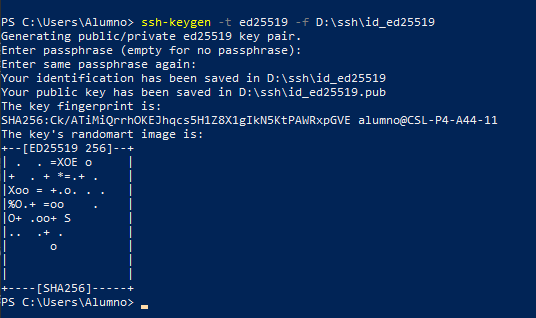 PS C:\Users\Alumno> ssh-keygen -t ed25519 -f D:\ssh\id_ed25519
Generating public/private ed25519 key pair.
Enter passphrase (empty for no passphrase):
Enter same passphrase again:
Your identification has been saved in D:\ssh\id_ed25519
Your public key has been saved in D:\ssh\id_ed25519.pub
The key fingerprint is:
SHA256:Ck/ATiMiQrrhOKEJhqcs5H1Z8X1gIkN5KtPAWRxpGVE alumno@CSL-P4-A44-11
The key's randomart image is:
+--[ED25519 256]--+
| .  . =XOE o     |
|+  . + *=.+ .    |
|Xoo = +.o. . .   |
|%O.+ =oo    .    |
|O+ .oo+ S        |
|..  .+ .         |
|      o          |
|                 |
|                 |
+----[SHA256]-----+
PS C:\Users\Alumno>